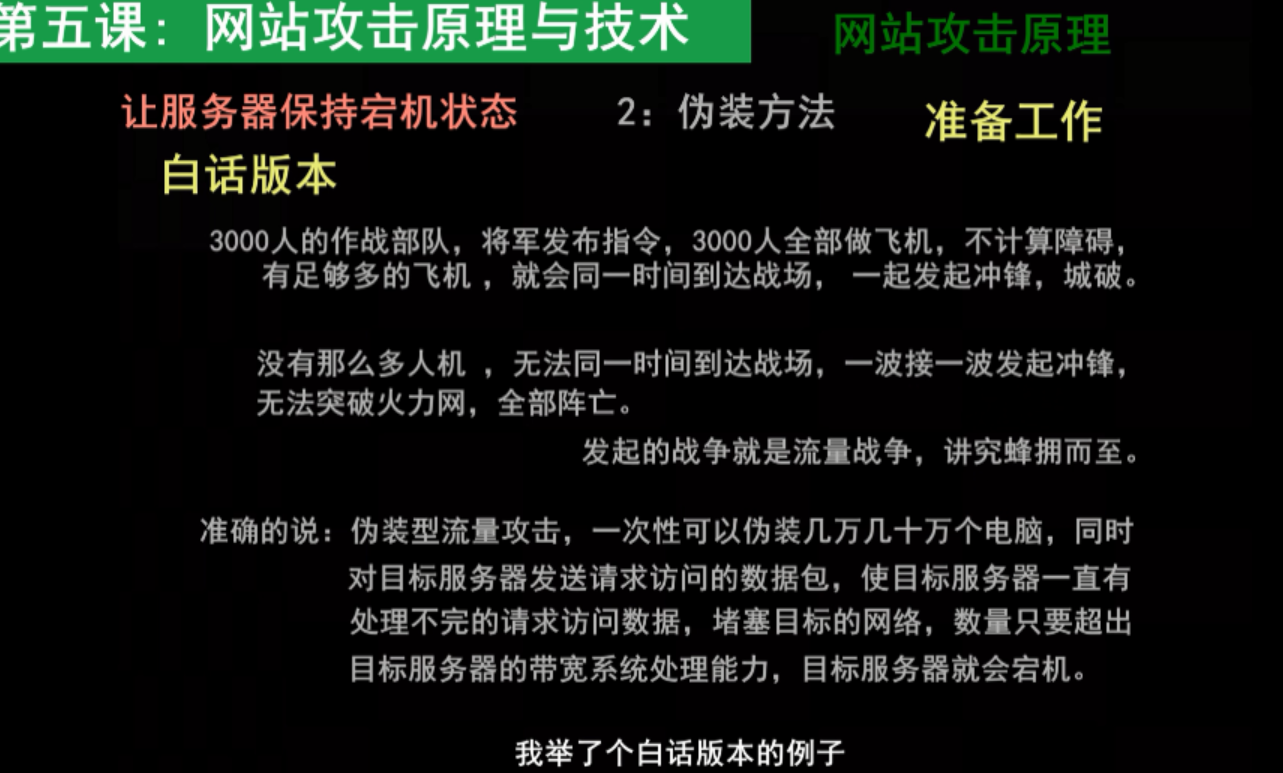 第五课：网站攻击原理与技术
网站攻击原理
让服务器保持宕机状态
2：伪装方法
准备工作
白话版本
3000人的作战部队，将军发布指令，3000人全部做飞机，不计算障碍，
有足够多的飞机 ，就会同一时间到达战场， 一起发起冲锋，城破。
没有那么多人机 ，无法同一时间到达战场，一波接一波发起冲锋，
无法突破火力网，全部阵亡。
发起的战争就是流量战争，讲究蜂拥而至。
准确的说：伪装型流量攻击，一次性可以伪装几万几十万个电脑，同时
对目标服务器发送请求访问的数据包，使目标服务器一直有
处理不完的请求访问数据，堵塞目标的网络，数量只要超出
目标服务器的带宽系统处理能力，目标服务器就会宕机。
我举了个白话版本的例子